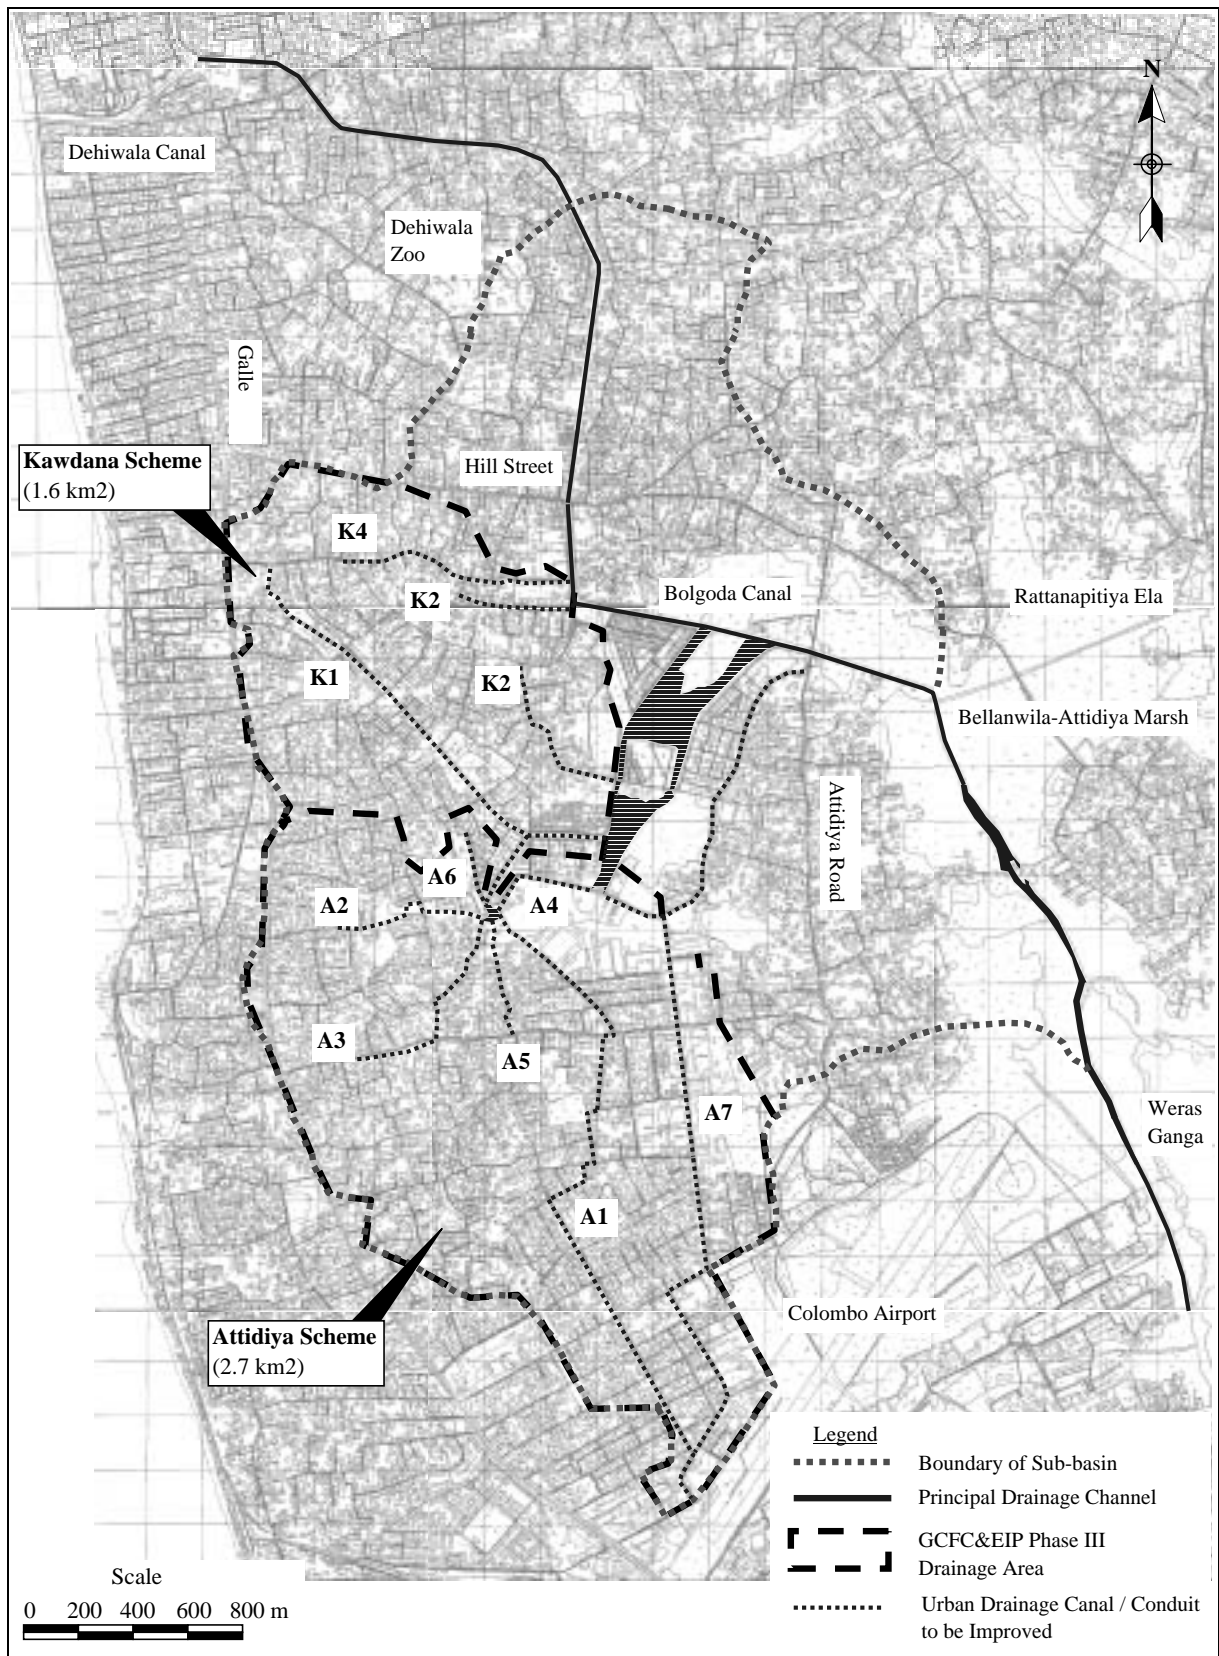 N
Dehiwala Canal
Dehiwala
Zoo
Galle
Kawdana Scheme
(1.6 km2)
Hill Street
K4
K2
Bolgoda Canal
Rattanapitiya Ela
K1
K2
Bellanwila-Attidiya Marsh
Attidiya Road
A6
A2
A4
A3
A5
A7
Weras
Ganga
A1
Colombo Airport
Attidiya Scheme
(2.7 km2)
Legend
Boundary of Sub-basin
Principal Drainage Channel
GCFC&EIP Phase III
Drainage Area
Urban Drainage Canal / Conduit
to be Improved
Scale
0 200 400 600 800 m